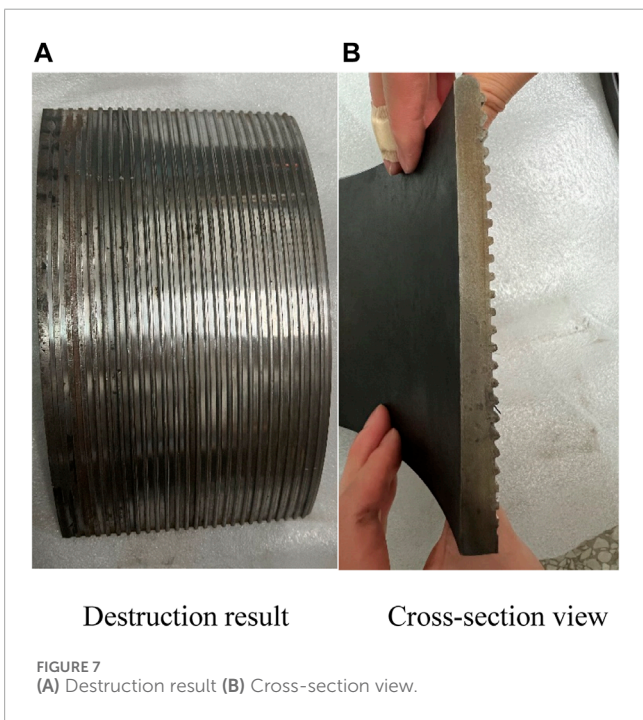 A
B
Destruction result
Cross-section view
FIGURE 7
(A) Destruction result (B) Cross-section view.